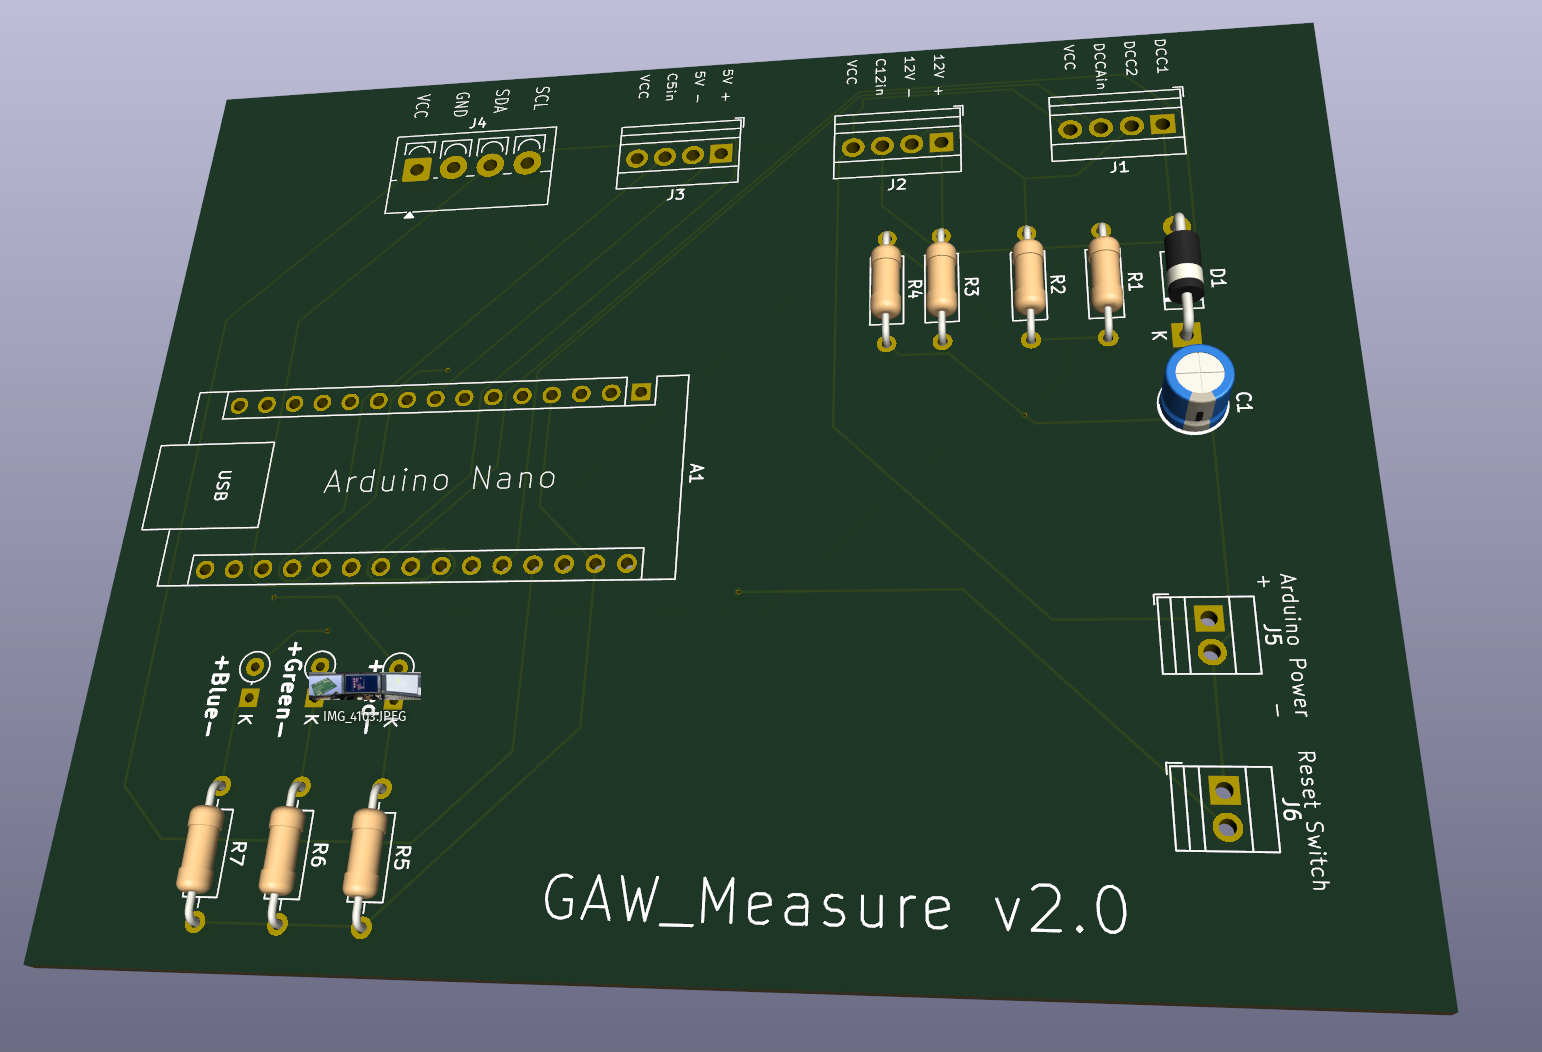 VCC
GND
SDA
SCL
J4
VCC
C5in
5V -
5V +
J3
VCC
C12in
12V -
12V +
J2
VCC
DCCAin
DCC2
DCC1
J1
R4
R3
R2
R1
D1
K
C1
USB
Arduino Nano
A1
+ Arduino Power -
J5
+Blue-
K
+Green-
K
K
IMG_4103.JPEG
Reset Switch
J6
R7
R6
R5
GAW_Measure v2.0